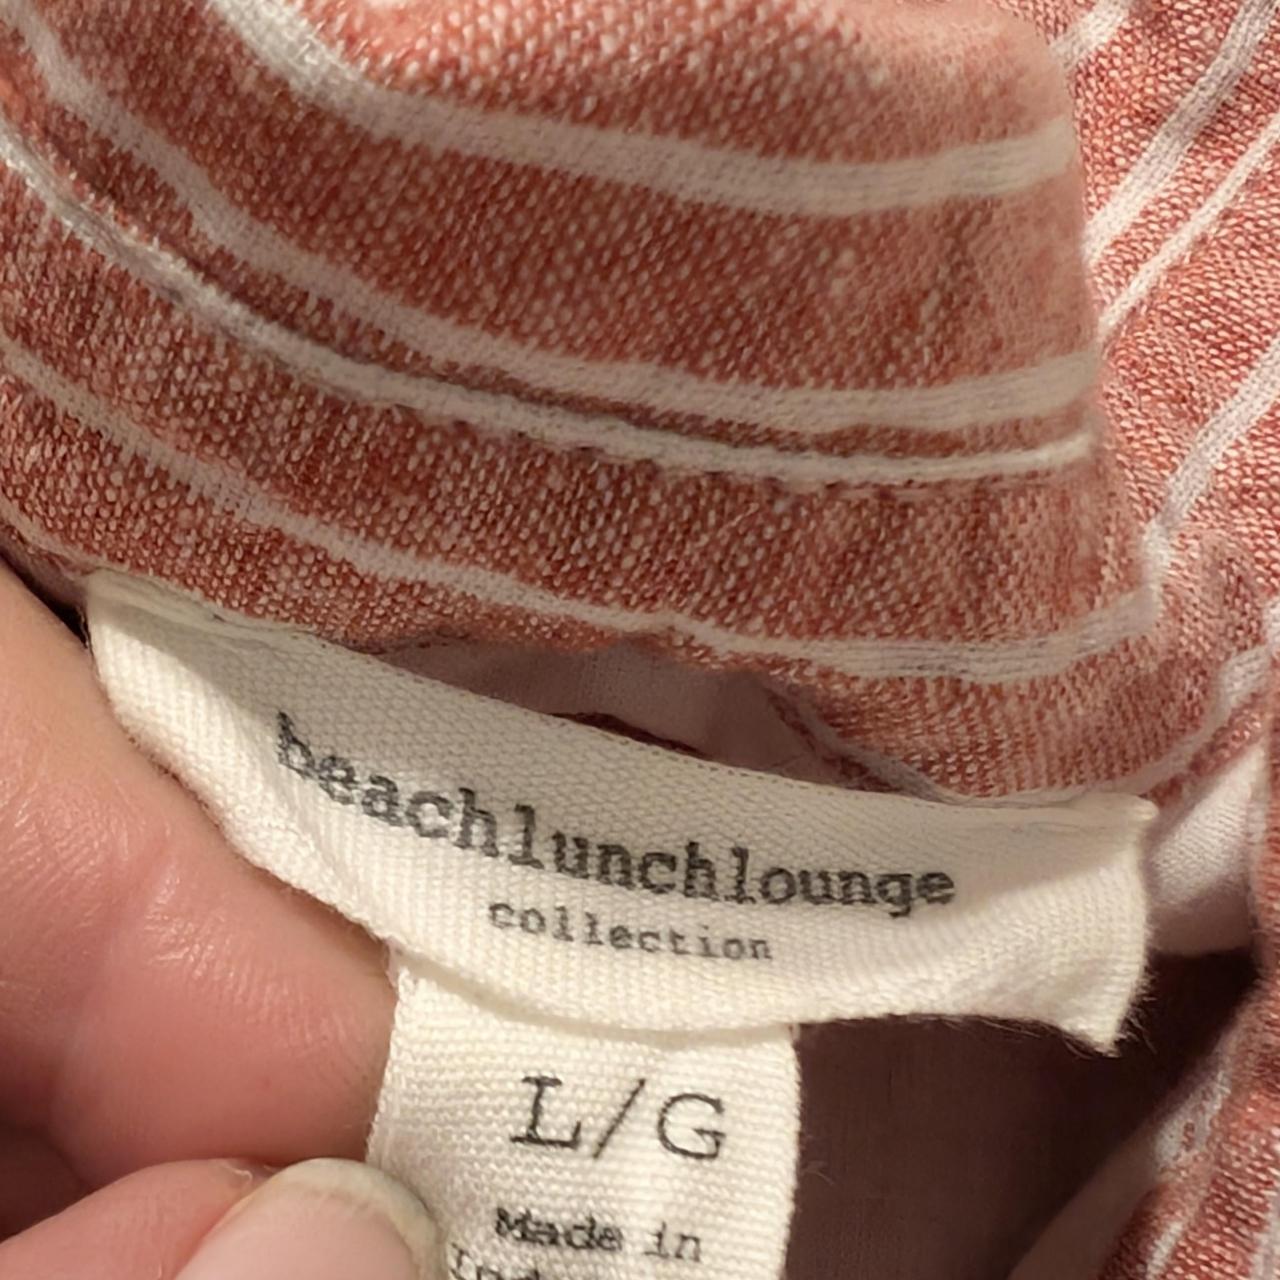 beachlunchlounge
collection
L/G
Made in